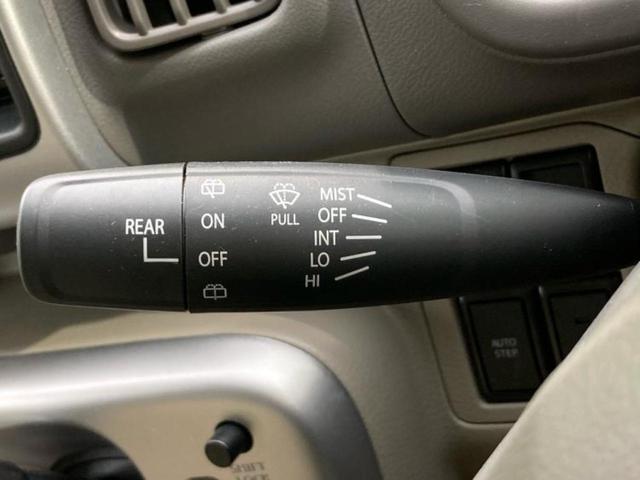 REAR
ON
OFF
PULL
MIST
OFF
INT
LO
HI
AUTO
STEP